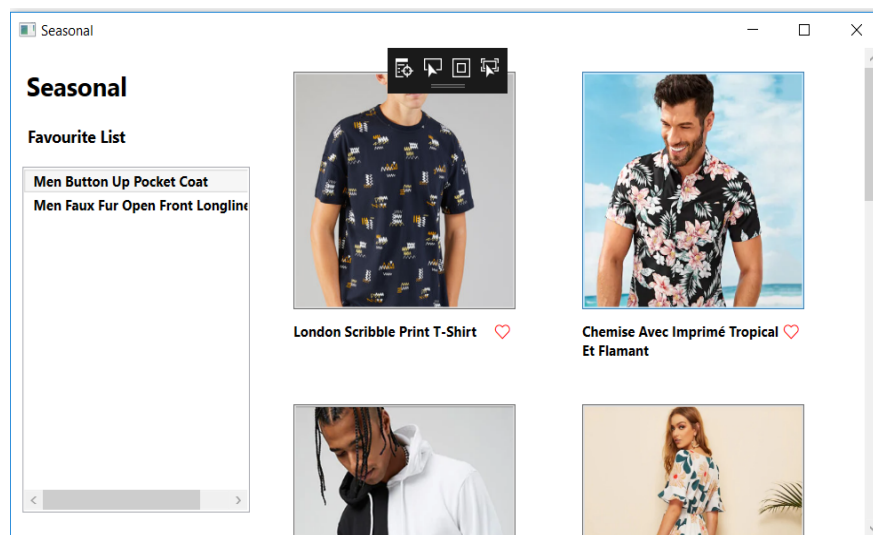 Seasonal
Seasonal
Favourite List
Men Button Up Pocket Coat
Men Faux Fur Open Front Longline
London Scribble Print T-Shirt
Chemise Avec Imprimé Tropical
Et Flamant